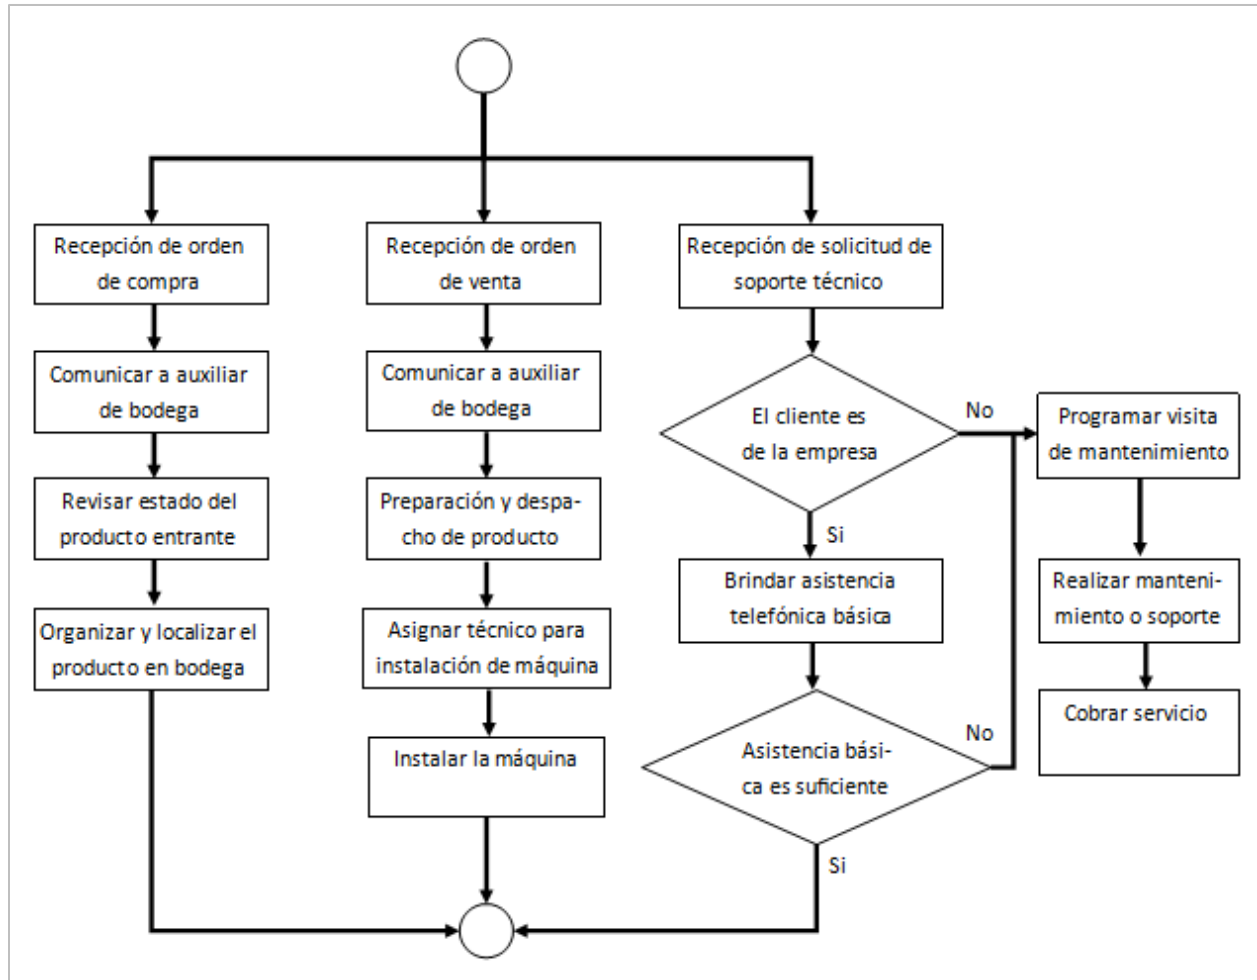 Recepción de orden
de compra
Comunicar a auxiliar
de bodega
Revisar estado del
producto entrante
Organizar y localizar el
producto en bodega
Recepción de orden
de venta
Comunicar a auxiliar
de bodega
Preparación y despa-
cho de producto
Asignar técnico para
instalación de máquina
Instalar la máquina
Recepción de solicitud de
soporte técnico
El cliente es
de la empresa
No
Si
Brindar asistencia
telefónica básica
Asistencia bási-
ca es suficiente
No
Si
Programar visita
de mantenimiento
Realizar manteni-
miento o soporte
Cobrar servicio